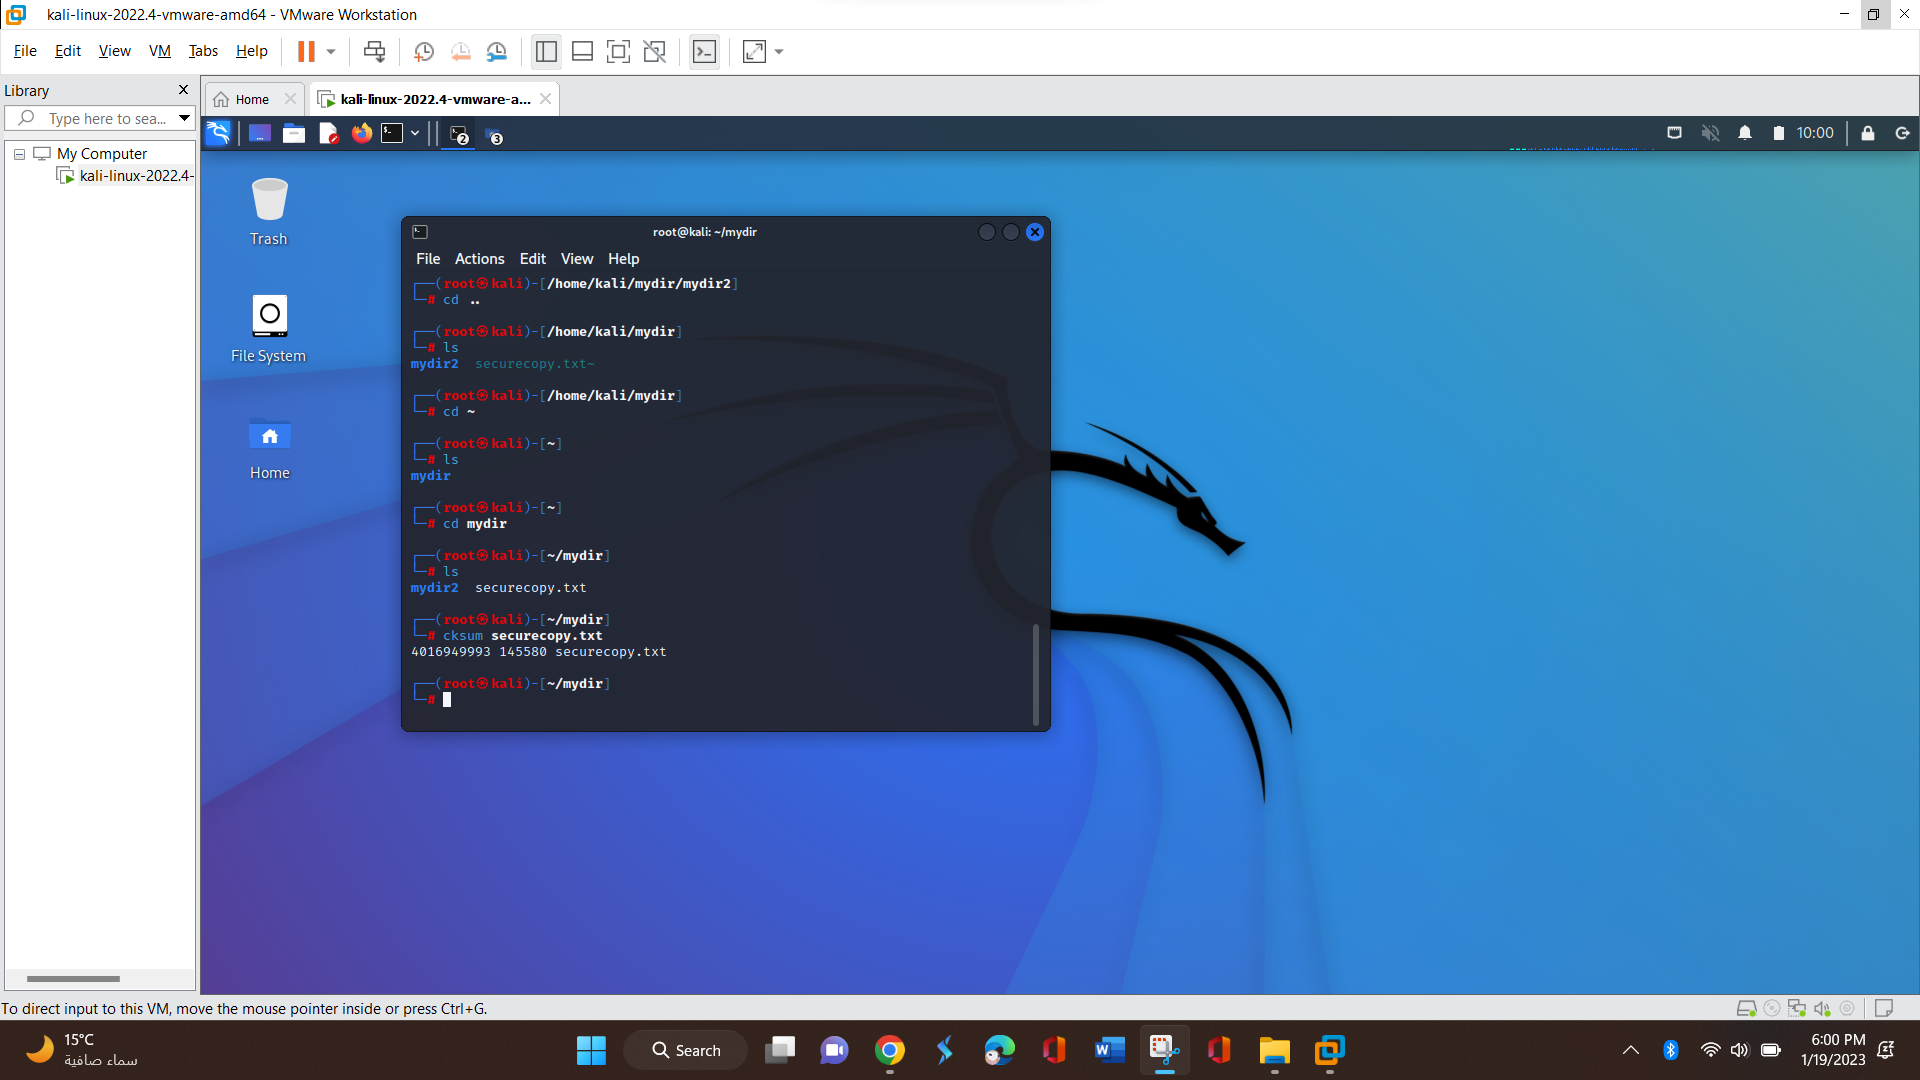 kali-linux-2022.4-vmware-amd64 - VMware Workstation
File Edit View VM Tabs Help
Library
Type here to sea...
My Computer
kali-linux-2022.4-
Home
kali-linux-2022.4-vmware-a...
2
3
10:00
Trash
File System
Home
root@kali: ~/mydir
File Actions Edit View Help
┌──(root㉿kali)-[/home/kali/mydir/mydir2]
└─# cd ..
┌──(root㉿kali)-[/home/kali/mydir]
└─# ls
mydir2 securecopy.txt~
┌──(root㉿kali)-[/home/kali/mydir]
└─# cd ~
┌──(root㉿kali)-[~]
└─# ls
mydir
┌──(root㉿kali)-[~]
└─# cd mydir
┌──(root㉿kali)-[~/mydir]
└─# ls
mydir2 securecopy.txt
┌──(root㉿kali)-[~/mydir]
└─# cksum securecopy.txt
4016949993 145580 securecopy.txt
┌──(root㉿kali)-[~/mydir]
└─#
To direct input to this VM, move the mouse pointer inside or press Ctrl+G.
15°C
سماء صافية
Search
6:00 PM
1/19/2023